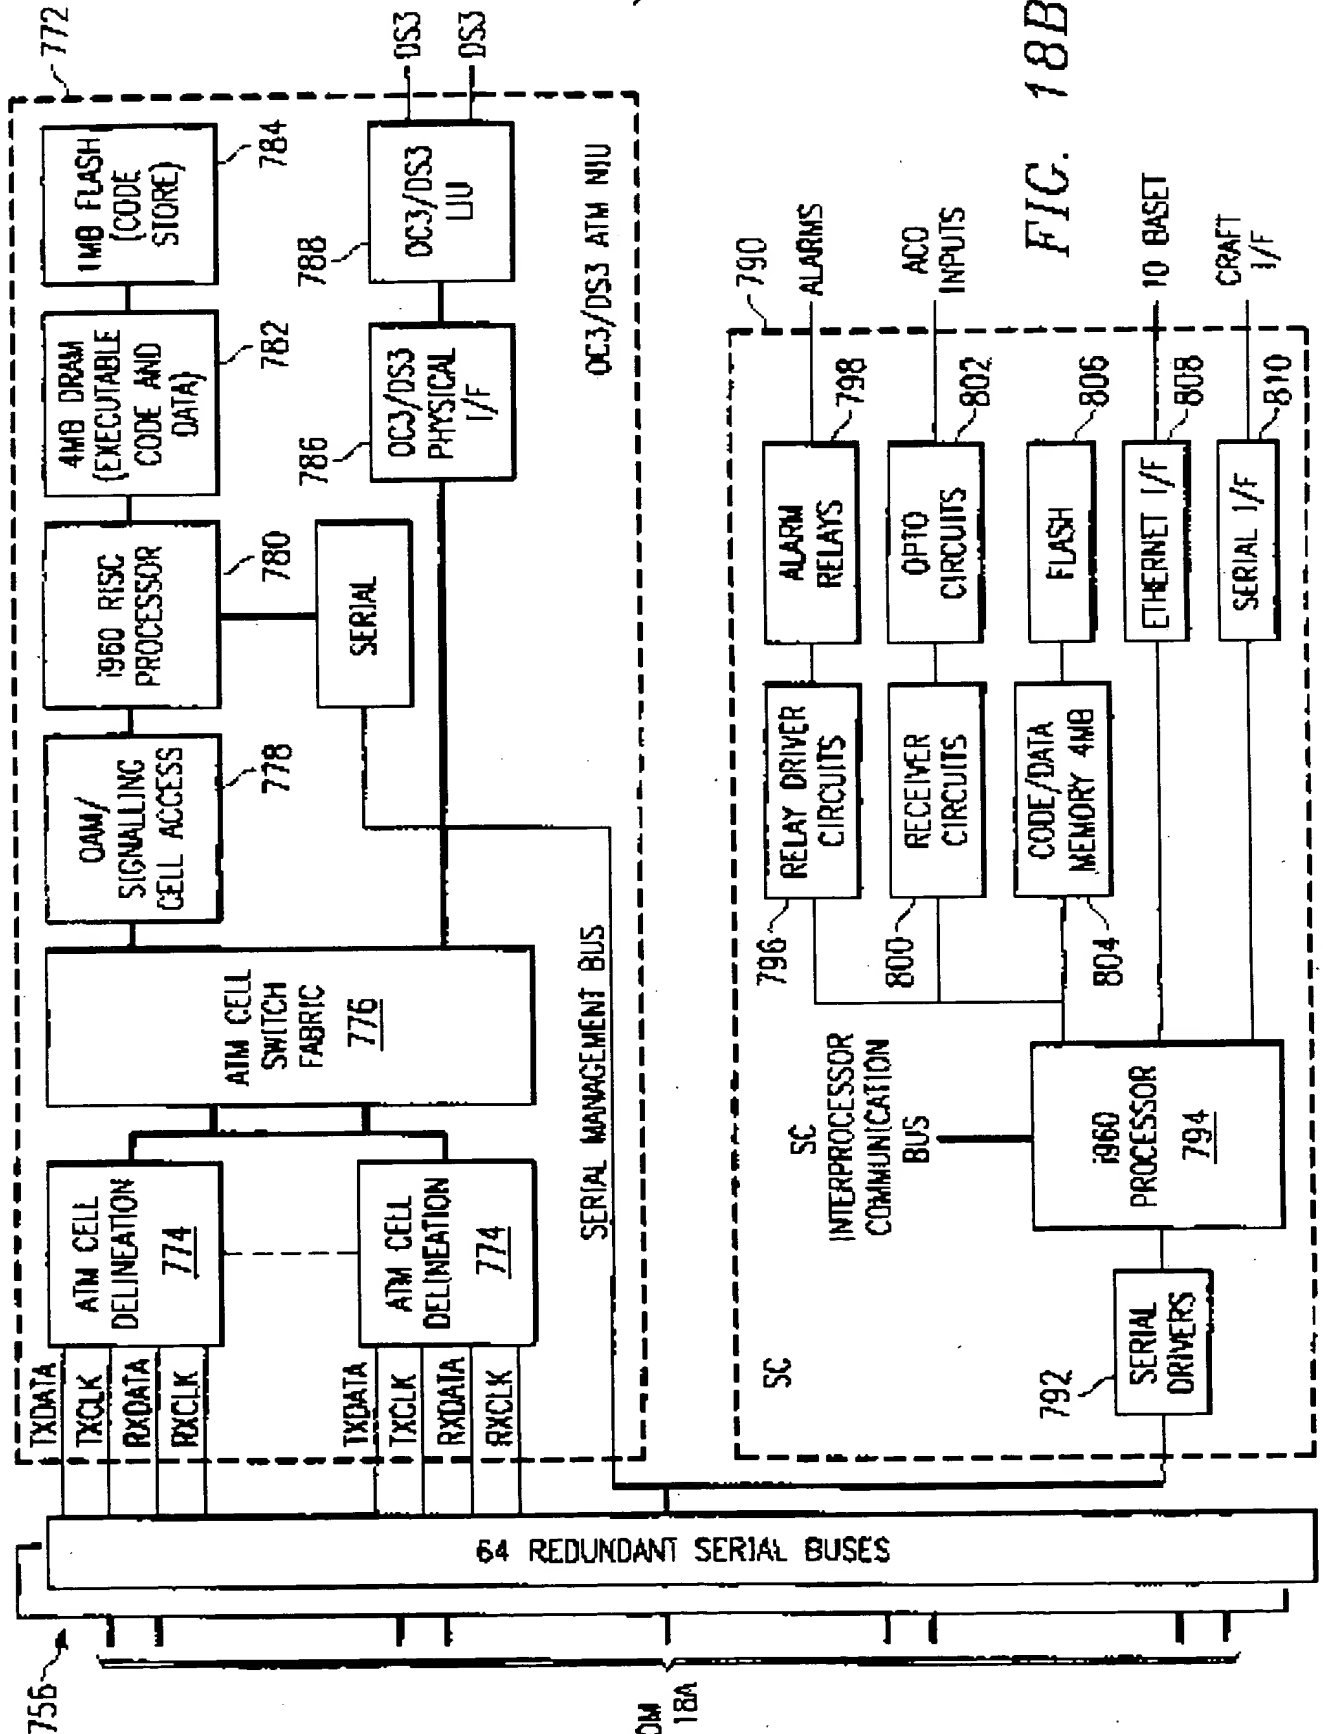 772
1MB FLASH
(CODE
STORE)
784
4MB DRAM
(EXECUTABLE
CODE AND
DATA)
782
i960 RISC
PROCESSOR
780
OAM/
SIGNALLING
CELL ACCESS
778
SERIAL
788
OC3/DS3
LIU
DS3
DS3
786
OC3/DS3
PHYSICAL
I/F
OC3/DS3 ATM NIU
ATM CELL
SWITCH
FABRIC
776
ATM CELL
DELINEATION
774
ATM CELL
DELINEATION
774
TXDATA
TXCLK
RXDATA
RXCLK
TXDATA
TXCLK
RXDATA
RXCLK
SERIAL MANAGEMENT BUS
64 REDUNDANT SERIAL BUSES
756
18A
790
ALARMS
ALARM
RELAYS
798
RELAY DRIVER
CIRCUITS
796
ACO
INPUTS
OPTO
CIRCUITS
802
RECEIVER
CIRCUITS
800
FLASH
806
CODE/DATA
MEMORY 4MB
804
10 BASET
ETHERNET I/F
808
CRAFT
I/F
SERIAL I/F
810
SC
INTERPROCESSOR
COMMUNICATION
BUS
i960
PROCESSOR
794
SC
792
SERIAL
DRIVERS
FIG. 18B